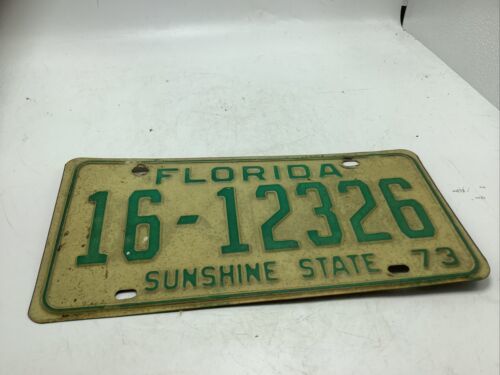 FLORIDA
16-12326
SUNSHINE STATE 73